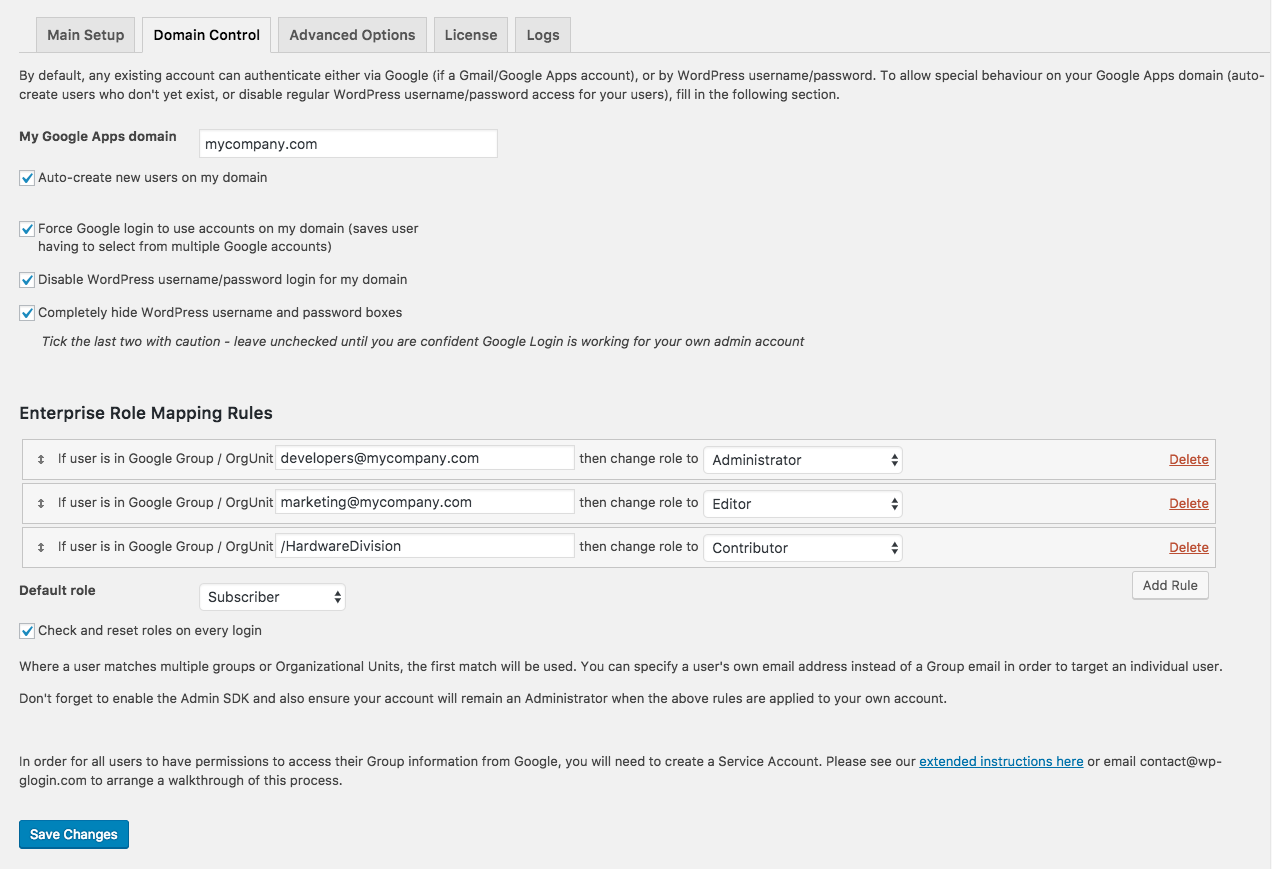 Main Setup Domain Control Advanced Options License Logs
By default, any existing account can authenticate either via Google (if a Gmail/Google Apps account), or by WordPress username/password. To allow special behaviour on your Google Apps domain (auto-
create users who don't yet exist, or disable regular WordPress username/password access for your users), fill in the following section.
My Google Apps domain mycompany.com
Auto-create new users on my domain
Force Google login to use accounts on my domain (saves user
having to select from multiple Google accounts)
Disable WordPress username/password login for my domain
Completely hide WordPress username and password boxes
Tick the last two with caution - leave unchecked until you are confident Google Login is working for your own admin account
Enterprise Role Mapping Rules
If user is in Google Group / OrgUnit developers@mycompany.com then change role to Administrator Delete
If user is in Google Group / OrgUnit marketing@mycompany.com then change role to Editor Delete
If user is in Google Group / OrgUnit /HardwareDivision then change role to Contributor Delete
Default role Subscriber Add Rule
Check and reset roles on every login
Where a user matches multiple groups or Organizational Units, the first match will be used. You can specify a user's own email address instead of a Group email in order to target an individual user.
Don't forget to enable the Admin SDK and also ensure your account will remain an Administrator when the above rules are applied to your own account.
In order for all users to have permissions to access their Group information from Google, you will need to create a Service Account. Please see our extended instructions here or email contact@wp-
glogin.com to arrange a walkthrough of this process.
Save Changes